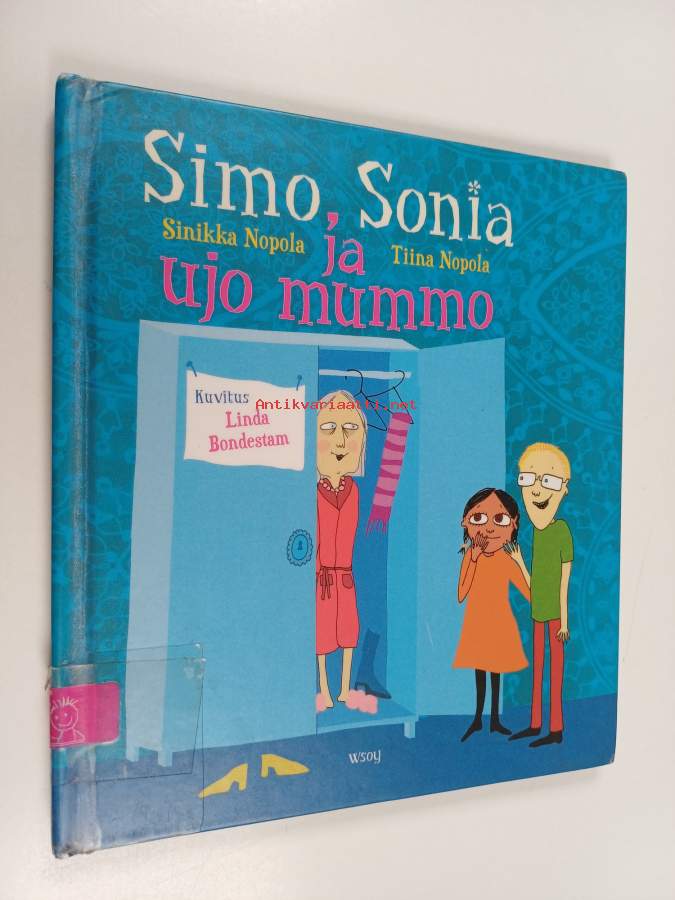 Simo, Sonia
Sinikka Nopola
ja
Tiina Nopola
ujo mummo
Kuvitus
Linda
Bondestam
Antikvariaatti.net
wsoy